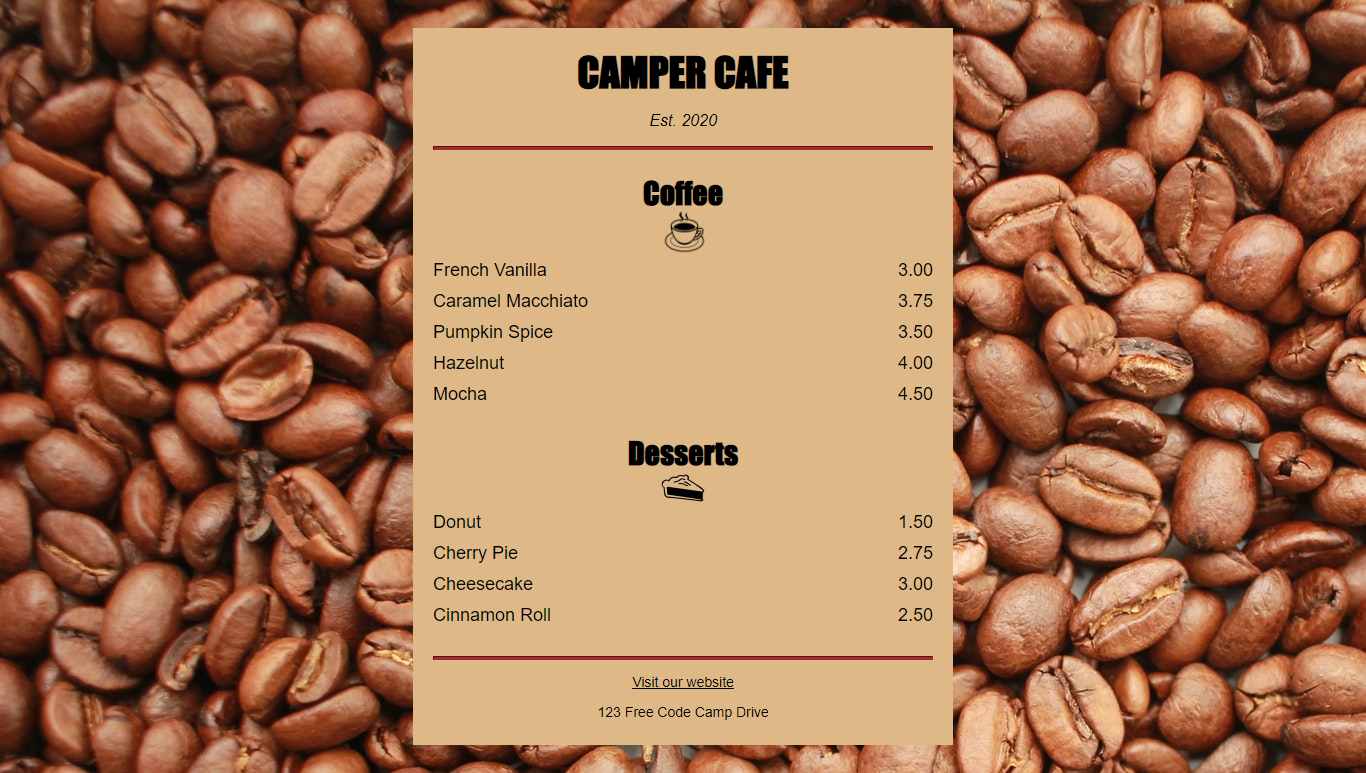 CAMPER CAFE
Est. 2020
Coffee
French Vanilla 3.00
Caramel Macchiato 3.75
Pumpkin Spice 3.50
Hazelnut 4.00
Mocha 4.50
Desserts
Donut 1.50
Cherry Pie 2.75
Cheesecake 3.00
Cinnamon Roll 2.50
Visit our website
123 Free Code Camp Drive